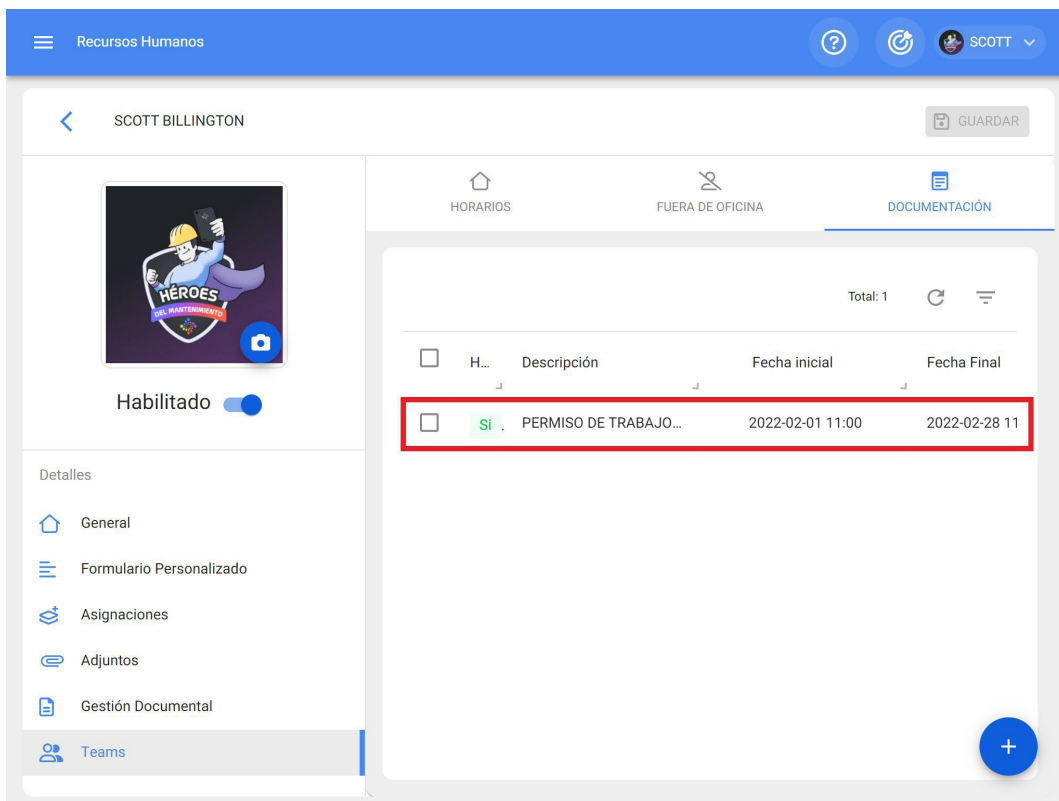 Recursos Humanos
SCOTT
SCOTT BILLINGTON
GUARDAR
HÉROES
DEL MANTENIMIENTO
Habilitado
Detalles
General
Formulario Personalizado
Asignaciones
Adjuntos
Gestión Documental
Teams
HORARIOS
FUERA DE OFICINA
DOCUMENTACIÓN
Total: 1
H... Descripción Fecha inicial Fecha Final
Si . PERMISO DE TRABAJO... 2022-02-01 11:00 2022-02-28 11